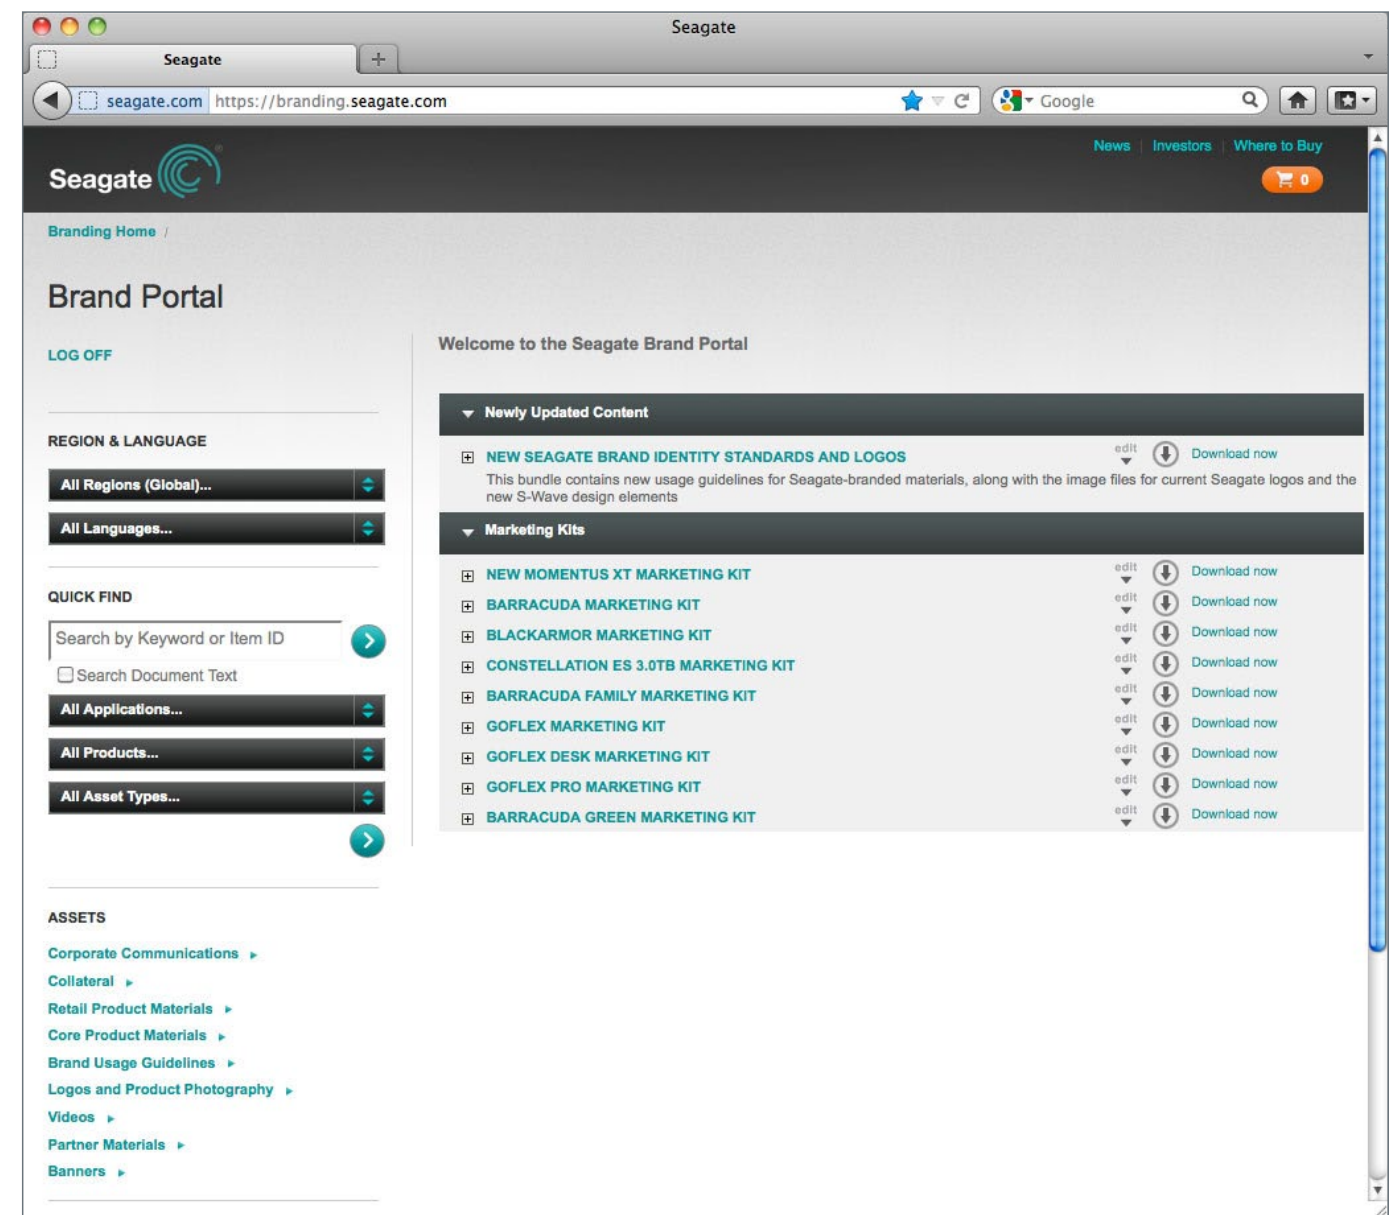 Seagate
Seagate
seagate.com https://branding.seagate.com
Google
News | Investors | Where to Buy
Seagate ®
0
Branding Home /
Brand Portal
LOG OFF
REGION & LANGUAGE
All Regions (Global)...
All Languages...
QUICK FIND
Search by Keyword or Item ID
Search Document Text
All Applications...
All Products...
All Asset Types...
ASSETS
Corporate Communications
Collateral
Retail Product Materials
Core Product Materials
Brand Usage Guidelines
Logos and Product Photography
Videos
Partner Materials
Banners
Welcome to the Seagate Brand Portal
Newly Updated Content
NEW SEAGATE BRAND IDENTITY STANDARDS AND LOGOS edit Download now
This bundle contains new usage guidelines for Seagate-branded materials, along with the image files for current Seagate logos and the
new S-Wave design elements
Marketing Kits
NEW MOMENTUS XT MARKETING KIT edit Download now
BARRACUDA MARKETING KIT edit Download now
BLACKARMOR MARKETING KIT edit Download now
CONSTELLATION ES 3.0TB MARKETING KIT edit Download now
BARRACUDA FAMILY MARKETING KIT edit Download now
GOFLEX MARKETING KIT edit Download now
GOFLEX DESK MARKETING KIT edit Download now
GOFLEX PRO MARKETING KIT edit Download now
BARRACUDA GREEN MARKETING KIT edit Download now